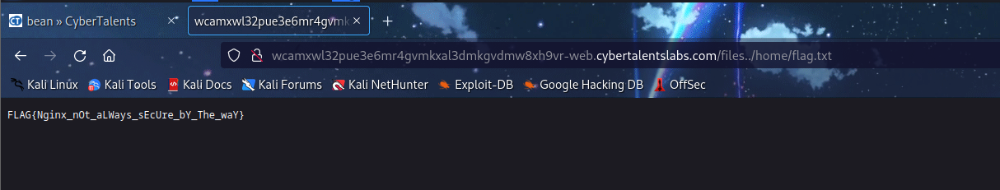 bean » CyberTalents
wcamxwl32pue3e6mr4gvmk
wcamxwl32pue3e6mr4gvmkxal3dmkgvdmw8xh9vr-web.cybertalentslabs.com/files../home/flag.txt
Kali Linux Kali Tools Kali Docs Kali Forums Kali NetHunter Exploit-DB Google Hacking DB OffSec
FLAG{Nginx_nOt_aLWays_sEcUre_bY_The_waY}